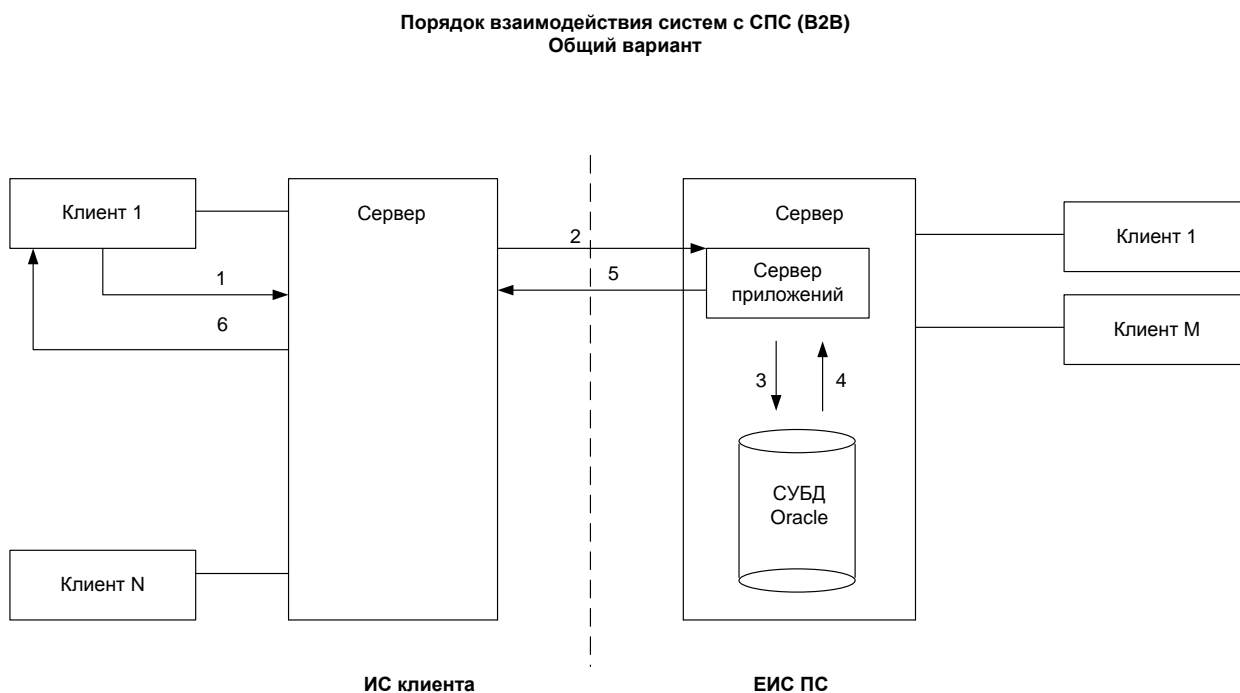 Порядок взаимодействия систем с СПС (B2B)
Общий вариант
Клиент 1
Сервер
Сервер
Клиент 1
2
Сервер
приложений
1
5
6
Клиент M
3
4
СУБД
Oracle
Клиент N
ИС клиента
ЕИС ПС